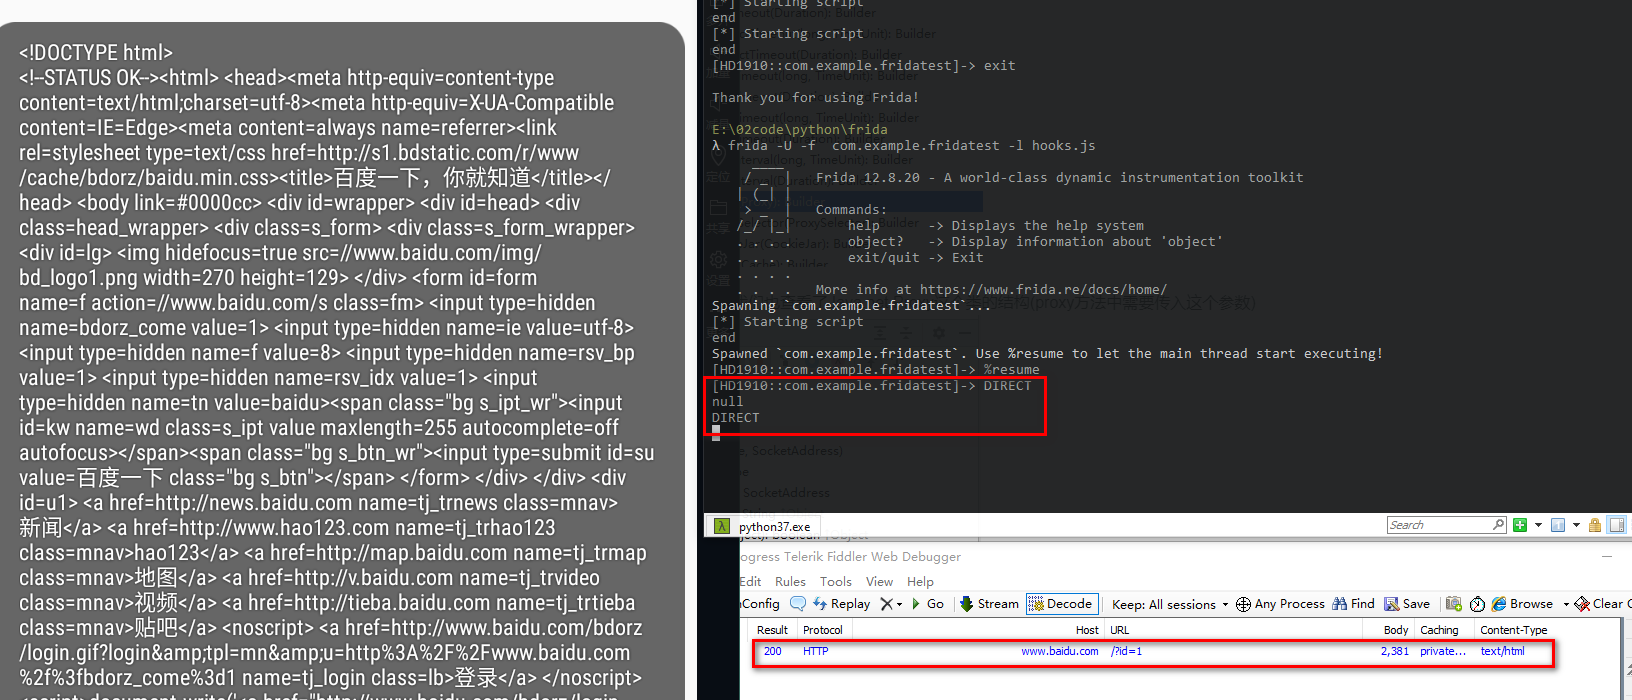 <!DOCTYPE html>
<!--STATUS OK--><html> <head><meta http-equiv=content-type
content=text/html;charset=utf-8><meta http-equiv=X-UA-Compatible
content=IE=Edge><meta content=always name=referrer><link
rel=stylesheet type=text/css href=http://s1.bdstatic.com/r/www
/cache/bdorz/baidu.min.css><title>百度一下，你就知道</title></
head> <body link=#0000cc> <div id=wrapper> <div id=head> <div
class=head_wrapper> <div class=s_form> <div class=s_form_wrapper>
<div id=lg> <img hidefocus=true src=//www.baidu.com/img/
bd_logo1.png width=270 height=129> </div> <form id=form
name=f action=//www.baidu.com/s class=fm> <input type=hidden
name=bdorz_come value=1> <input type=hidden name=ie value=utf-8>
<input type=hidden name=f value=8> <input type=hidden name=rsv_bp
value=1> <input type=hidden name=rsv_idx value=1> <input
type=hidden name=tn value=baidu><span class="bg s_ipt_wr"><input
id=kw name=wd class=s_ipt value maxlength=255 autocomplete=off
autofocus></span><span class="bg s_btn_wr"><input type=submit id=su
value=百度一下 class="bg s_btn"></span> </form> </div> </div> <div
id=u1> <a href=http://news.baidu.com name=tj_trnews class=mnav>
新闻</a> <a href=http://www.hao123.com name=tj_trhao123
class=mnav>hao123</a> <a href=http://map.baidu.com name=tj_trmap
class=mnav>地图</a> <a href=http://v.baidu.com name=tj_trvideo
class=mnav>视频</a> <a href=http://tieba.baidu.com name=tj_trtieba
class=mnav>贴吧</a> <noscript> <a href=http://www.baidu.com/bdorz
/login.gif?login&amp;tpl=mn&amp;u=http%3A%2F%2Fwww.baidu.com
%2f%3fbdorz_come%3d1 name=tj_login class=lb>登录</a> </noscript>
[*] Starting script
end
[*] Starting script
end
[HD1910::com.example.fridatest]-> exit
Thank you for using Frida!
E:\02code\python\frida
λ frida -U -f  com.example.fridatest -l hooks.js
Frida 12.8.20 - A world-class dynamic instrumentation toolkit
Commands:
help      -> Displays the help system
object?   -> Display information about 'object'
exit/quit -> Exit
More info at https://www.frida.re/docs/home/
Spawning `com.example.fridatest`...
[*] Starting script
end
Spawned `com.example.fridatest`. Use %resume to let the main thread start executing!
[HD1910::com.example.fridatest]-> %resume
[HD1910::com.example.fridatest]-> DIRECT
null
DIRECT
λ python37.exe
Search
ogress Telerik Fiddler Web Debugger
Edit Rules Tools View Help
Config Replay Go Stream Decode Keep: All sessions Any Process Find Save Browse Clear
Result Protocol Host URL Body Caching Content-Type
200 HTTP www.baidu.com /?id=1 2,381 private... text/html